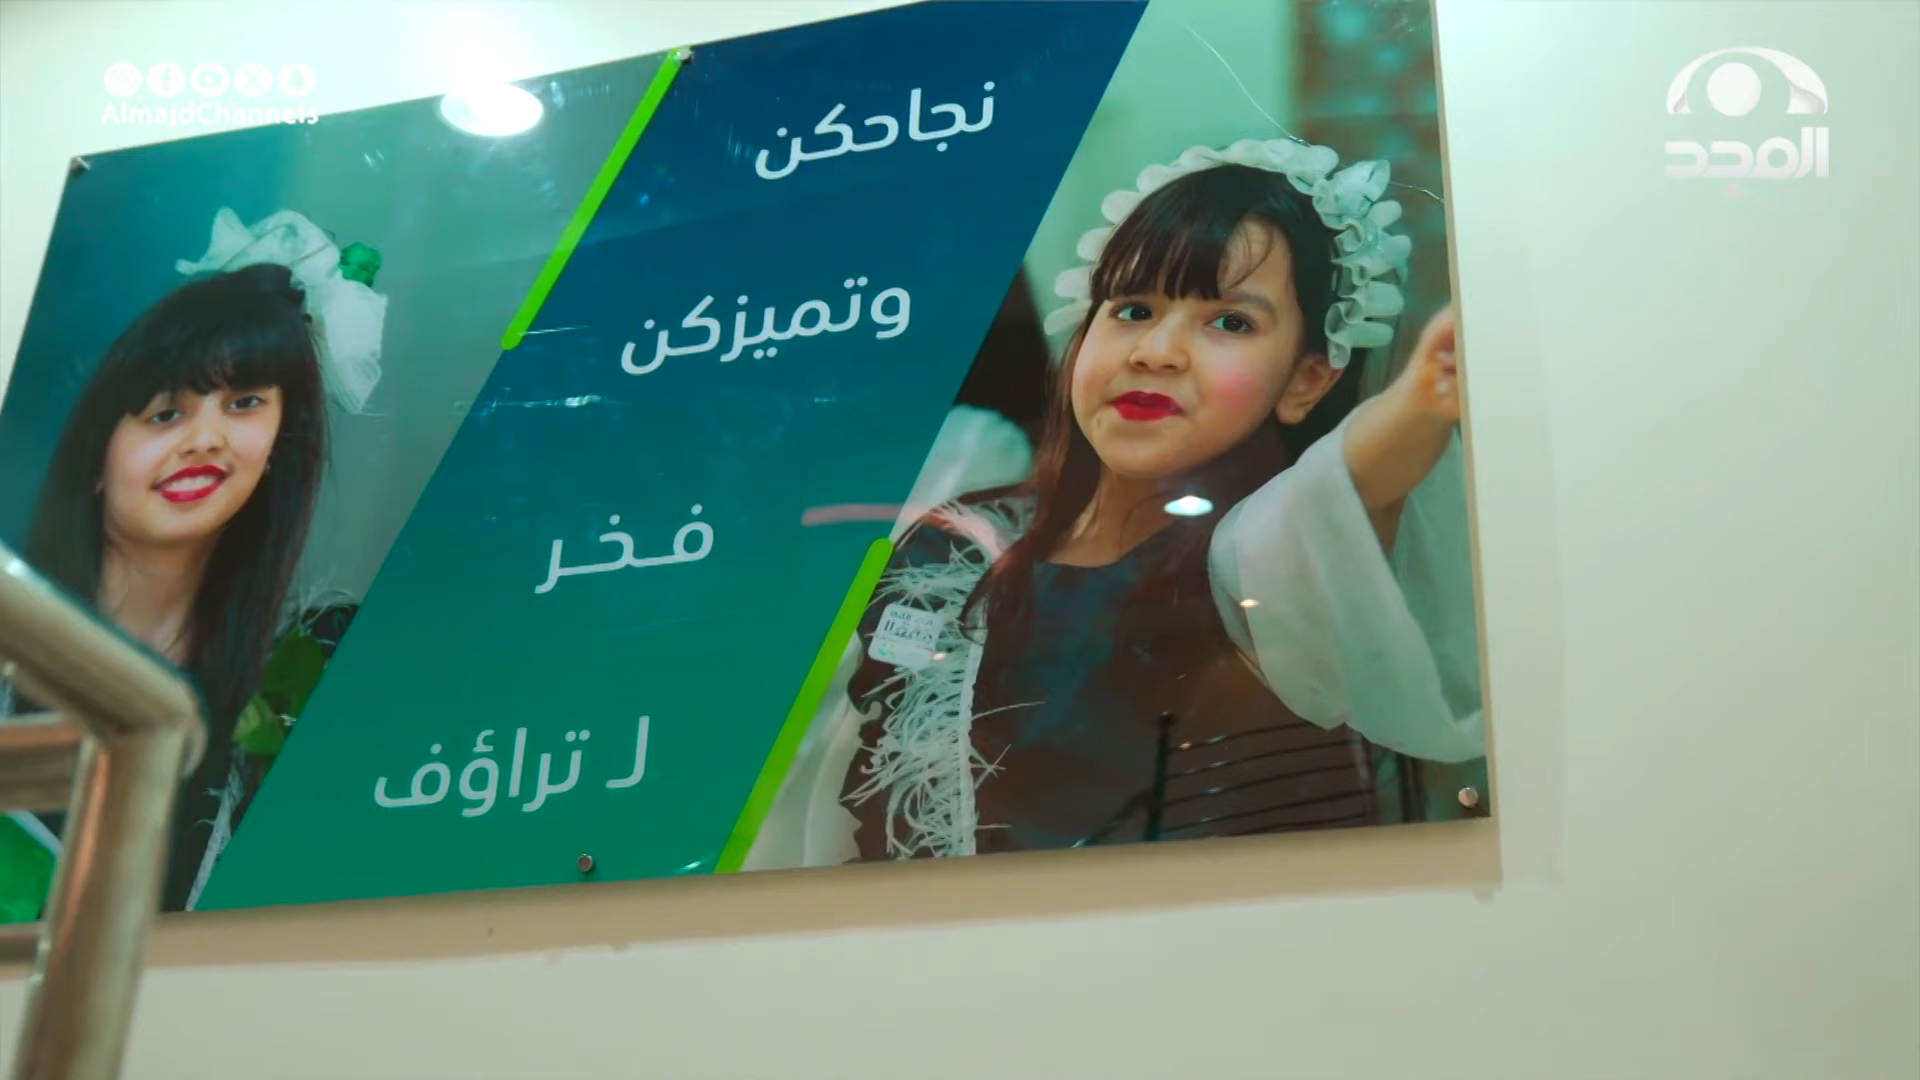 AlmajdChannels
المجد
نجاحكن
وتميزكن
فخر
لـ تراؤف